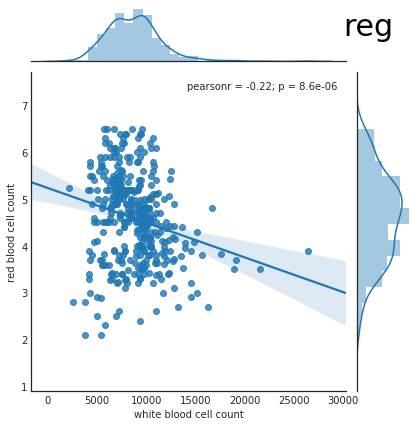 reg
pearsonr = -0.22; p = 8.6e-06
7
6
5
4
3
2
1
red blood cell count
0 5000 10000 15000 20000 25000 30000
white blood cell count